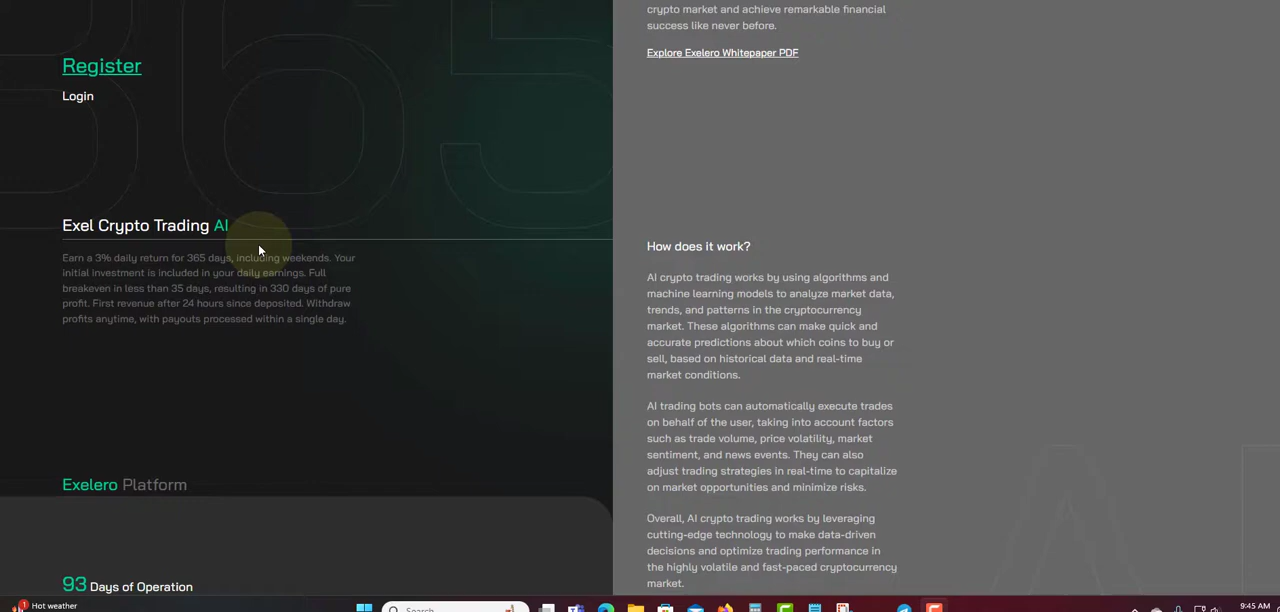 Register
Login
Exel Crypto Trading AI
Earn a 3% daily return for 365 days, including weekends. Your
initial investment is included in your daily earnings. Full
breakeven in less than 35 days, resulting in 330 days of pure
profit. First revenue after 24 hours since deposited. Withdraw
profits anytime, with payouts processed within a single day.
Exelero Platform
93 Days of Operation
crypto market and achieve remarkable financial
success like never before.
Explore Exelero Whitepaper PDF
How does it work?
AI crypto trading works by using algorithms and
machine learning models to analyze market data,
trends, and patterns in the cryptocurrency
market. These algorithms can make quick and
accurate predictions about which coins to buy or
sell, based on historical data and real-time
market conditions.
AI trading bots can automatically execute trades
on behalf of the user, taking into account factors
such as trade volume, price volatility, market
sentiment, and news events. They can also
adjust trading strategies in real-time to capitalize
on market opportunities and minimize risks.
Overall, AI crypto trading works by leveraging
cutting-edge technology to make data-driven
decisions and optimize trading performance in
the highly volatile and fast-paced cryptocurrency
market.
365
AI
1
Hot weather
Search
9:45 AM